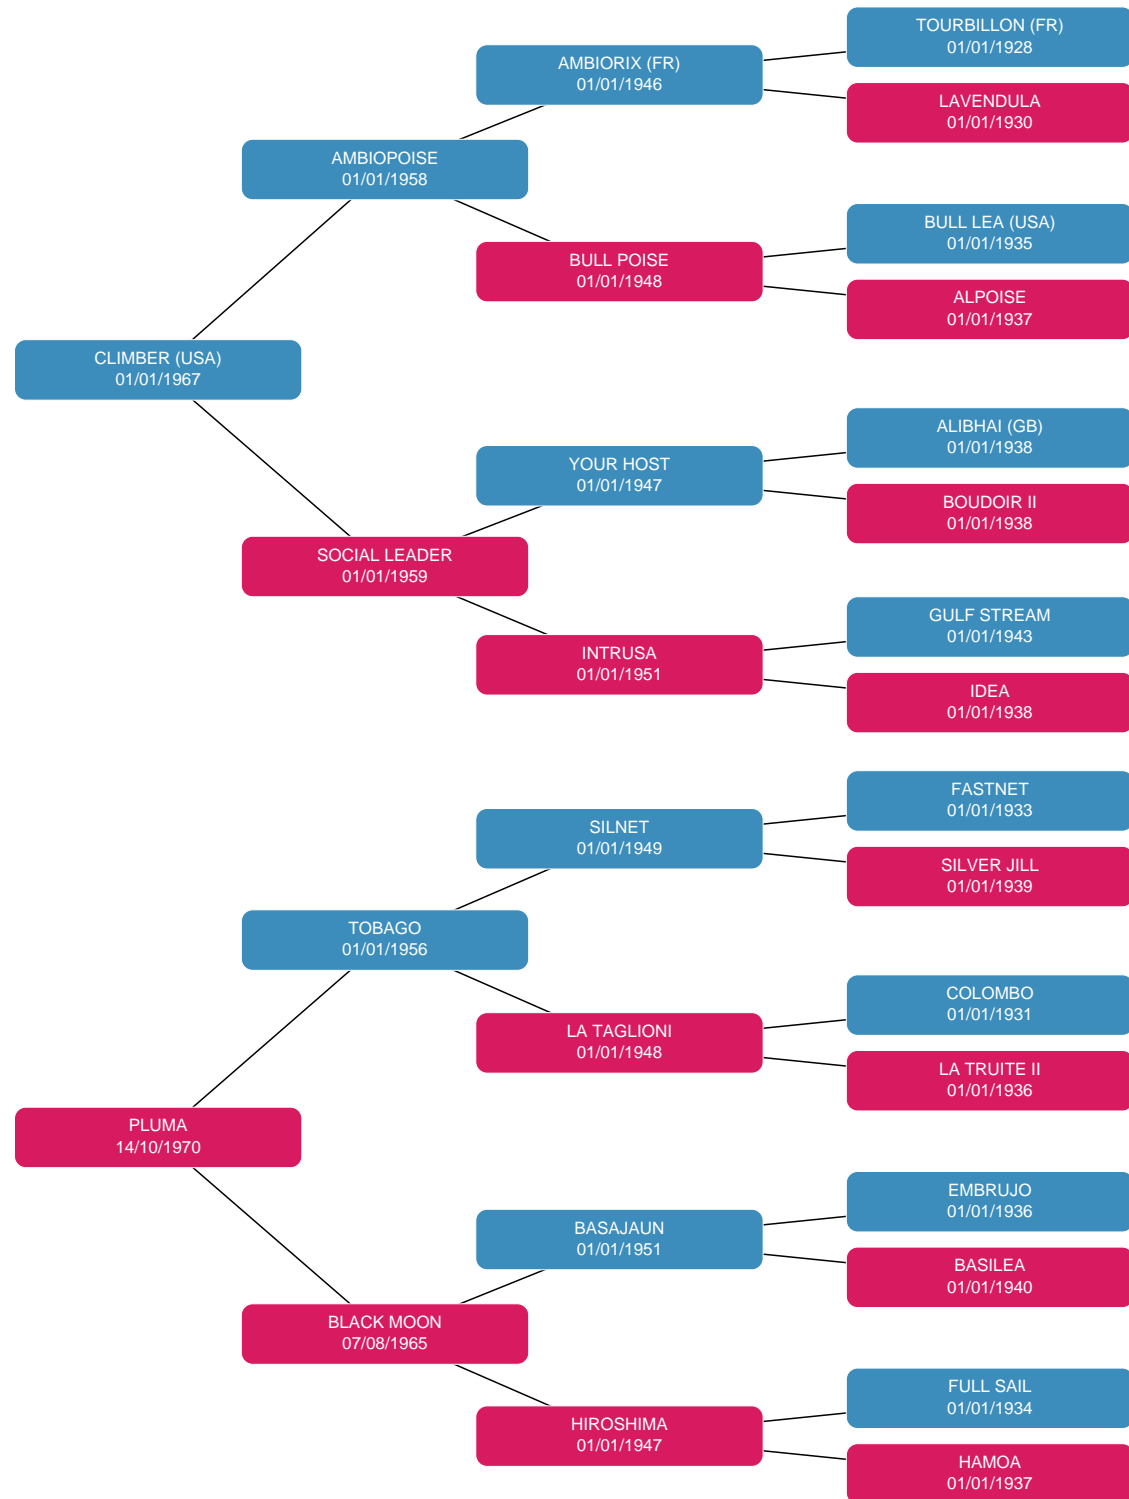 TOURBILLON (FR)
01/01/1928
AMBIORIX (FR)
01/01/1946
LAVENDULA
01/01/1930
AMBIOPOISE
01/01/1958
BULL LEA (USA)
01/01/1935
BULL POISE
01/01/1948
ALPOISE
01/01/1937
CLIMBER (USA)
01/01/1967
ALIBHAI (GB)
01/01/1938
YOUR HOST
01/01/1947
BOUDOIR II
01/01/1938
SOCIAL LEADER
01/01/1959
GULF STREAM
01/01/1943
INTRUSA
01/01/1951
IDEA
01/01/1938
FASTNET
01/01/1933
SILNET
01/01/1949
SILVER JILL
01/01/1939
TOBAGO
01/01/1956
COLOMBO
01/01/1931
LA TAGLIONI
01/01/1948
LA TRUITE II
01/01/1936
PLUMA
14/10/1970
EMBRUJO
01/01/1936
BASAJAUN
01/01/1951
BASILEA
01/01/1940
BLACK MOON
07/08/1965
FULL SAIL
01/01/1934
HIROSHIMA
01/01/1947
HAMOA
01/01/1937